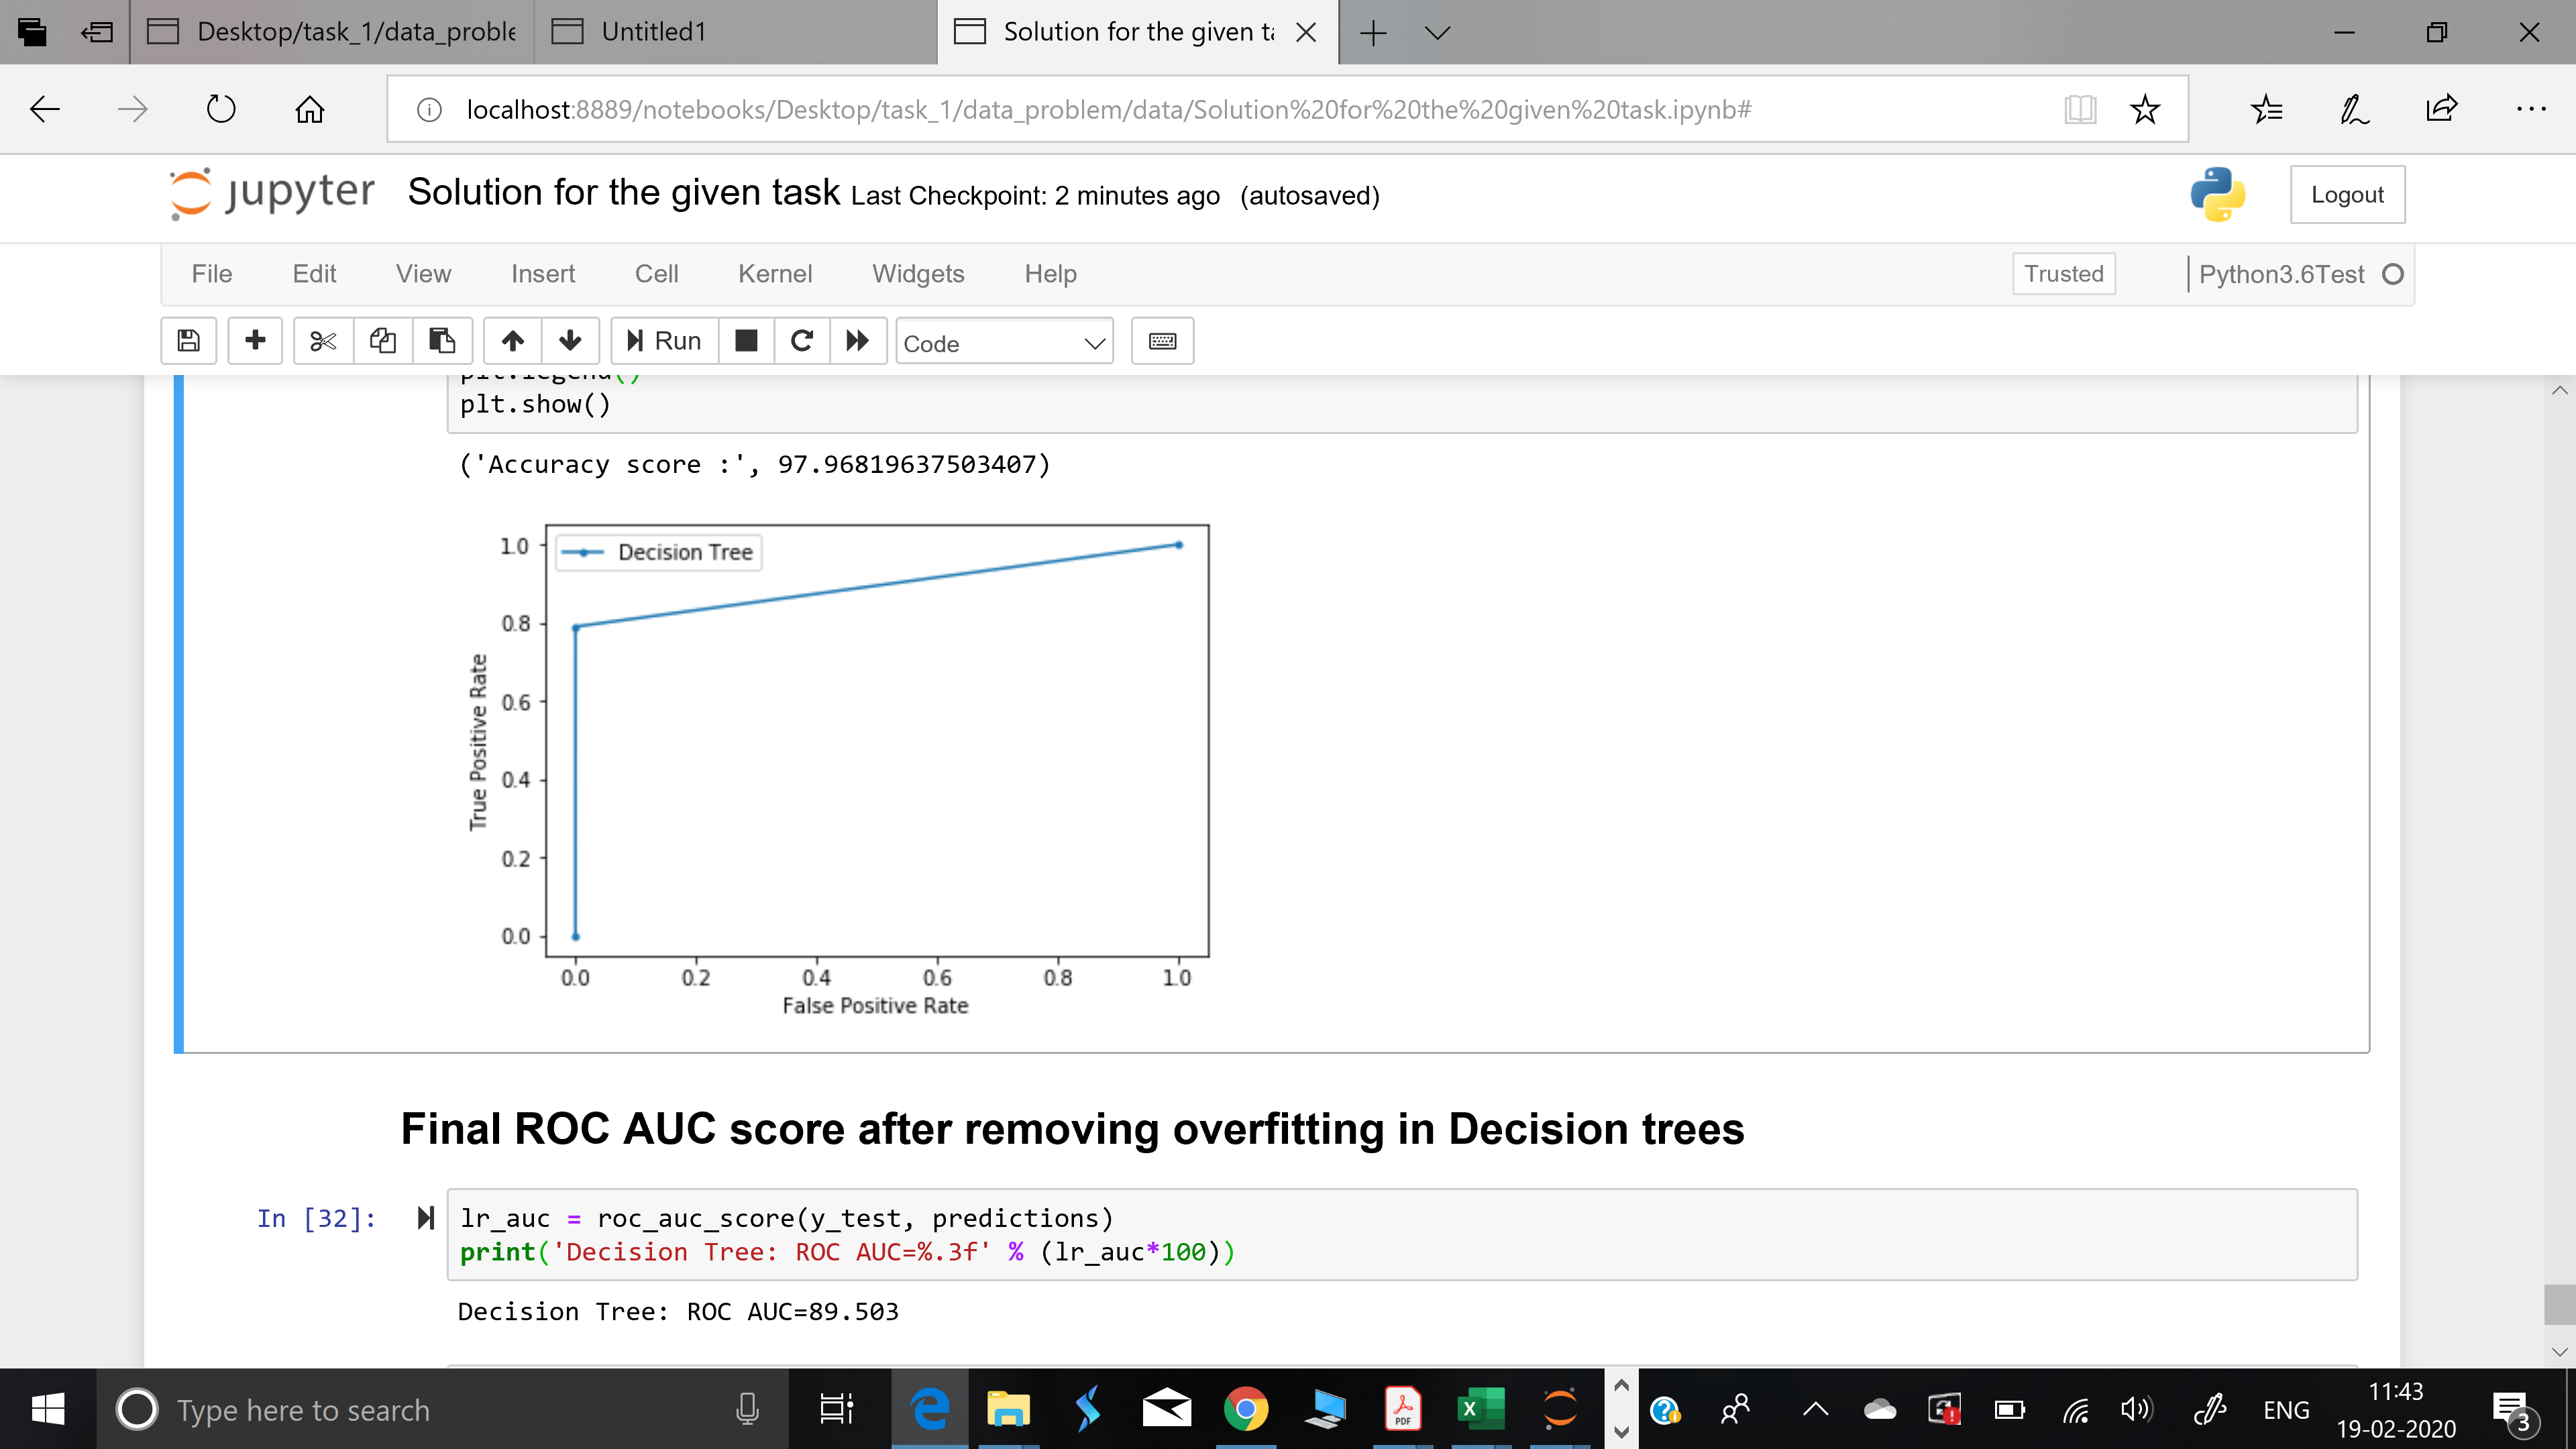 Desktop/task_1/data_proble
Untitled1
Solution for the given ta
localhost:8889/notebooks/Desktop/task_1/data_problem/data/Solution%20for%20the%20given%20task.ipynb#
jupyter Solution for the given task Last Checkpoint: 2 minutes ago (autosaved)
Logout
File Edit View Insert Cell Kernel Widgets Help
Trusted
Python3.6Test
Run
Code
plt.legend()
plt.show()
('Accuracy score :', 97.96819637503407)
Decision Tree
1.0
0.8
0.6
0.4
0.2
0.0
True Positive Rate
0.0 0.2 0.4 0.6 0.8 1.0
False Positive Rate
Final ROC AUC score after removing overfitting in Decision trees
In [32]:
lr_auc = roc_auc_score(y_test, predictions)
print('Decision Tree: ROC AUC=%.3f' % (lr_auc*100))
Decision Tree: ROC AUC=89.503
Type here to search
PDF
X
ENG
11:43
19-02-2020
3